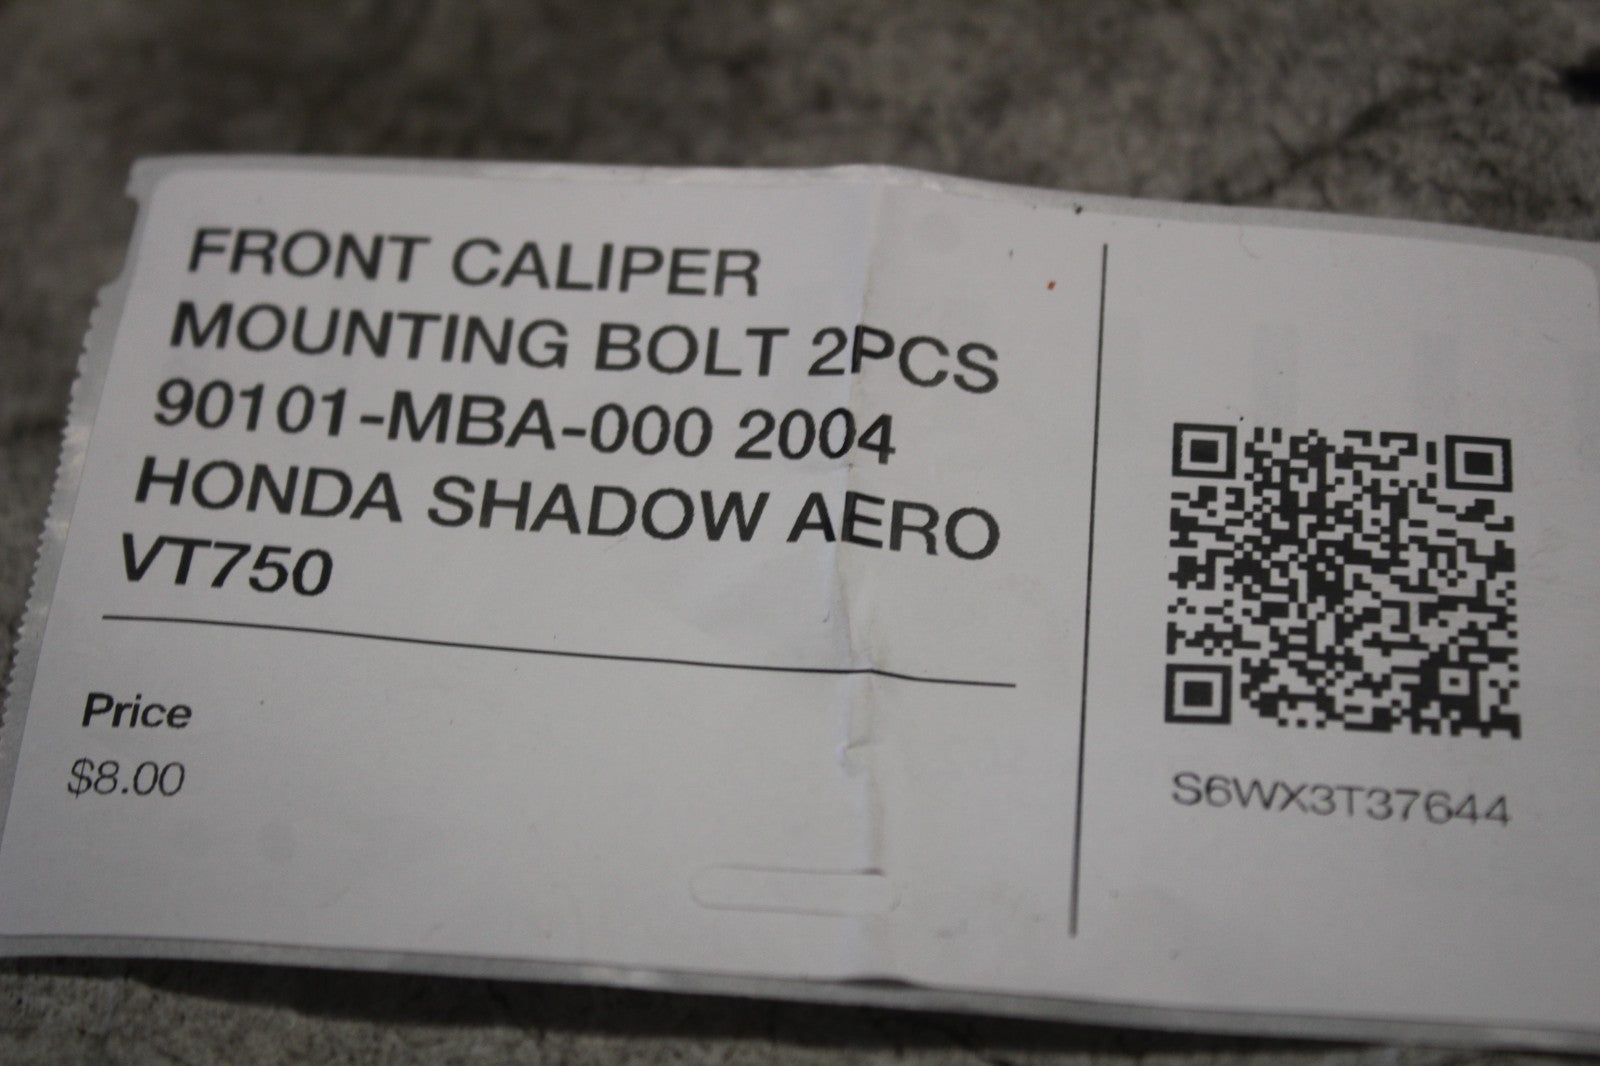 FRONT CALIPER
MOUNTING BOLT 2PCS
90101-MBA-000 2004
HONDA SHADOW AERO
VT750
Price
$8.00
S6WX3T37644